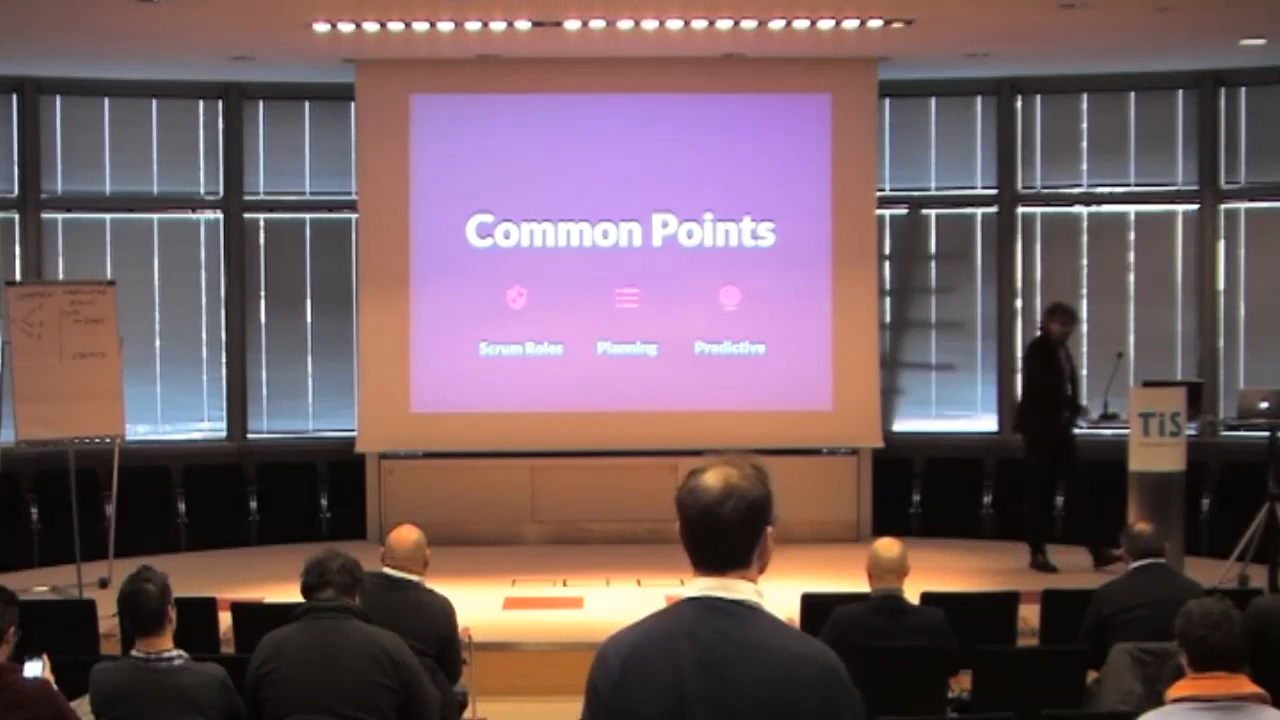 Common Points
Scrum Roles
Planning
Predictive
TiS